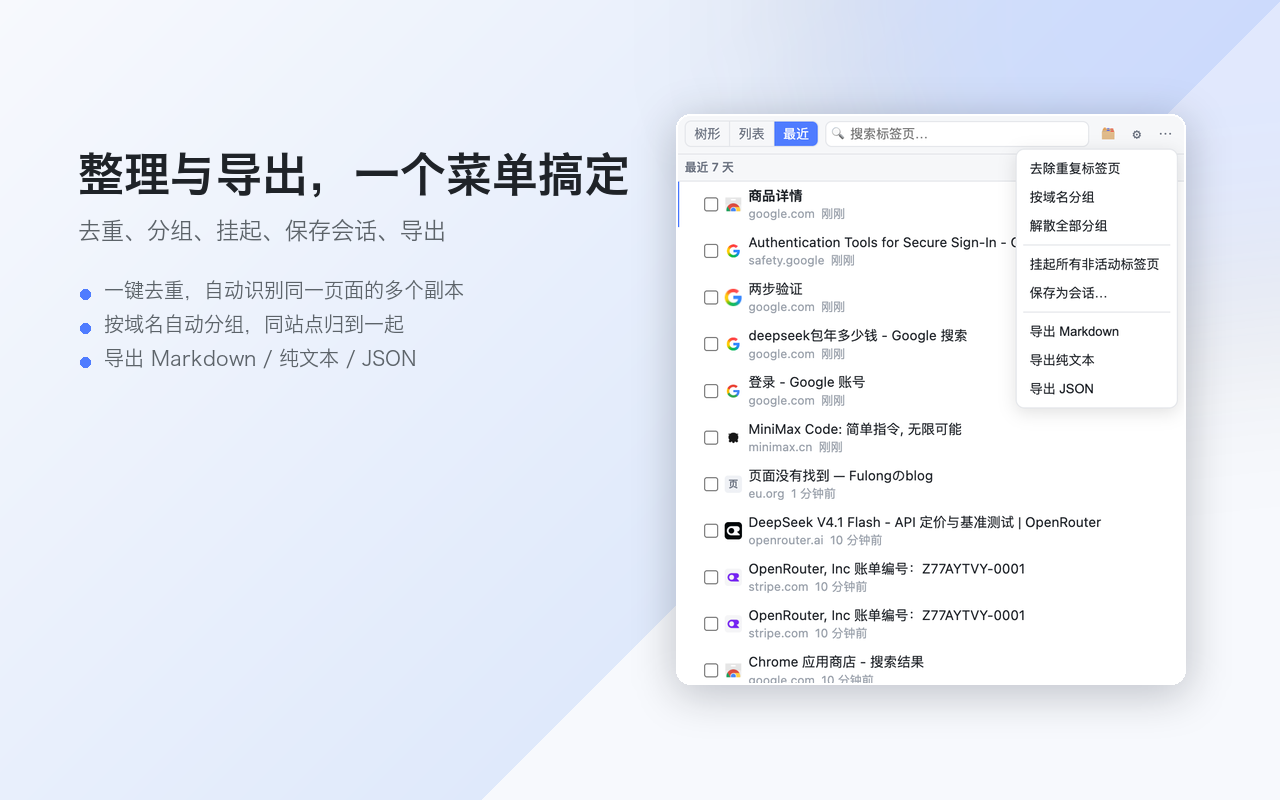 整理与导出，一个菜单搞定
去重、分组、挂起、保存会话、导出
一键去重，自动识别同一页面的多个副本
按域名自动分组，同站点归到一起
导出 Markdown / 纯文本 / JSON
树形 列表 最近 搜索标签页…
最近 7 天
商品详情
google.com 刚刚
Authentication Tools for Secure Sign-In -
safety.google 刚刚
两步验证
google.com 刚刚
deepseek包年多少钱 - Google 搜索
google.com 刚刚
登录 - Google 账号
google.com 刚刚
MiniMax Code: 简单指令, 无限可能
minimax.cn 刚刚
页
页面没有找到 — Fulongのblog
eu.org 1 分钟前
DeepSeek V4.1 Flash - API 定价与基准测试 | OpenRouter
openrouter.ai 10 分钟前
OpenRouter, Inc 账单编号：Z77AYTVY-0001
stripe.com 10 分钟前
OpenRouter, Inc 账单编号：Z77AYTVY-0001
stripe.com 10 分钟前
Chrome 应用商店 - 搜索结果
google.com 10 分钟前
去除重复标签页
按域名分组
解散全部分组
挂起所有非活动标签页
保存为会话…
导出 Markdown
导出纯文本
导出 JSON